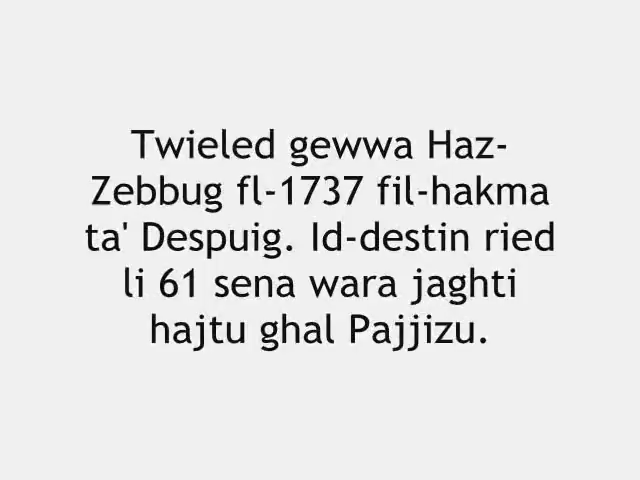 Twieled gewwa Haz-
Zebbug fl-1737 fil-hakma
ta' Despuig. Id-destin ried
li 61 sena wara jaghti
hajtu ghal Pajjizu.